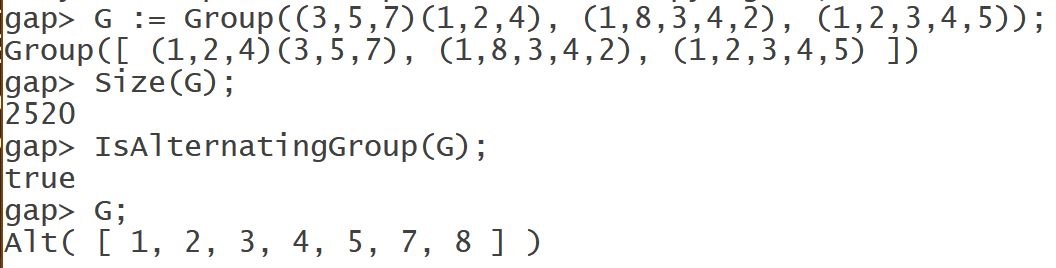 gap> G := Group((3,5,7)(1,2,4), (1,8,3,4,2), (1,2,3,4,5));
Group([ (1,2,4)(3,5,7), (1,8,3,4,2), (1,2,3,4,5) ])
gap> Size(G);
2520
gap> IsAlternatingGroup(G);
true
gap> G;
Alt( [ 1, 2, 3, 4, 5, 7, 8 ] )